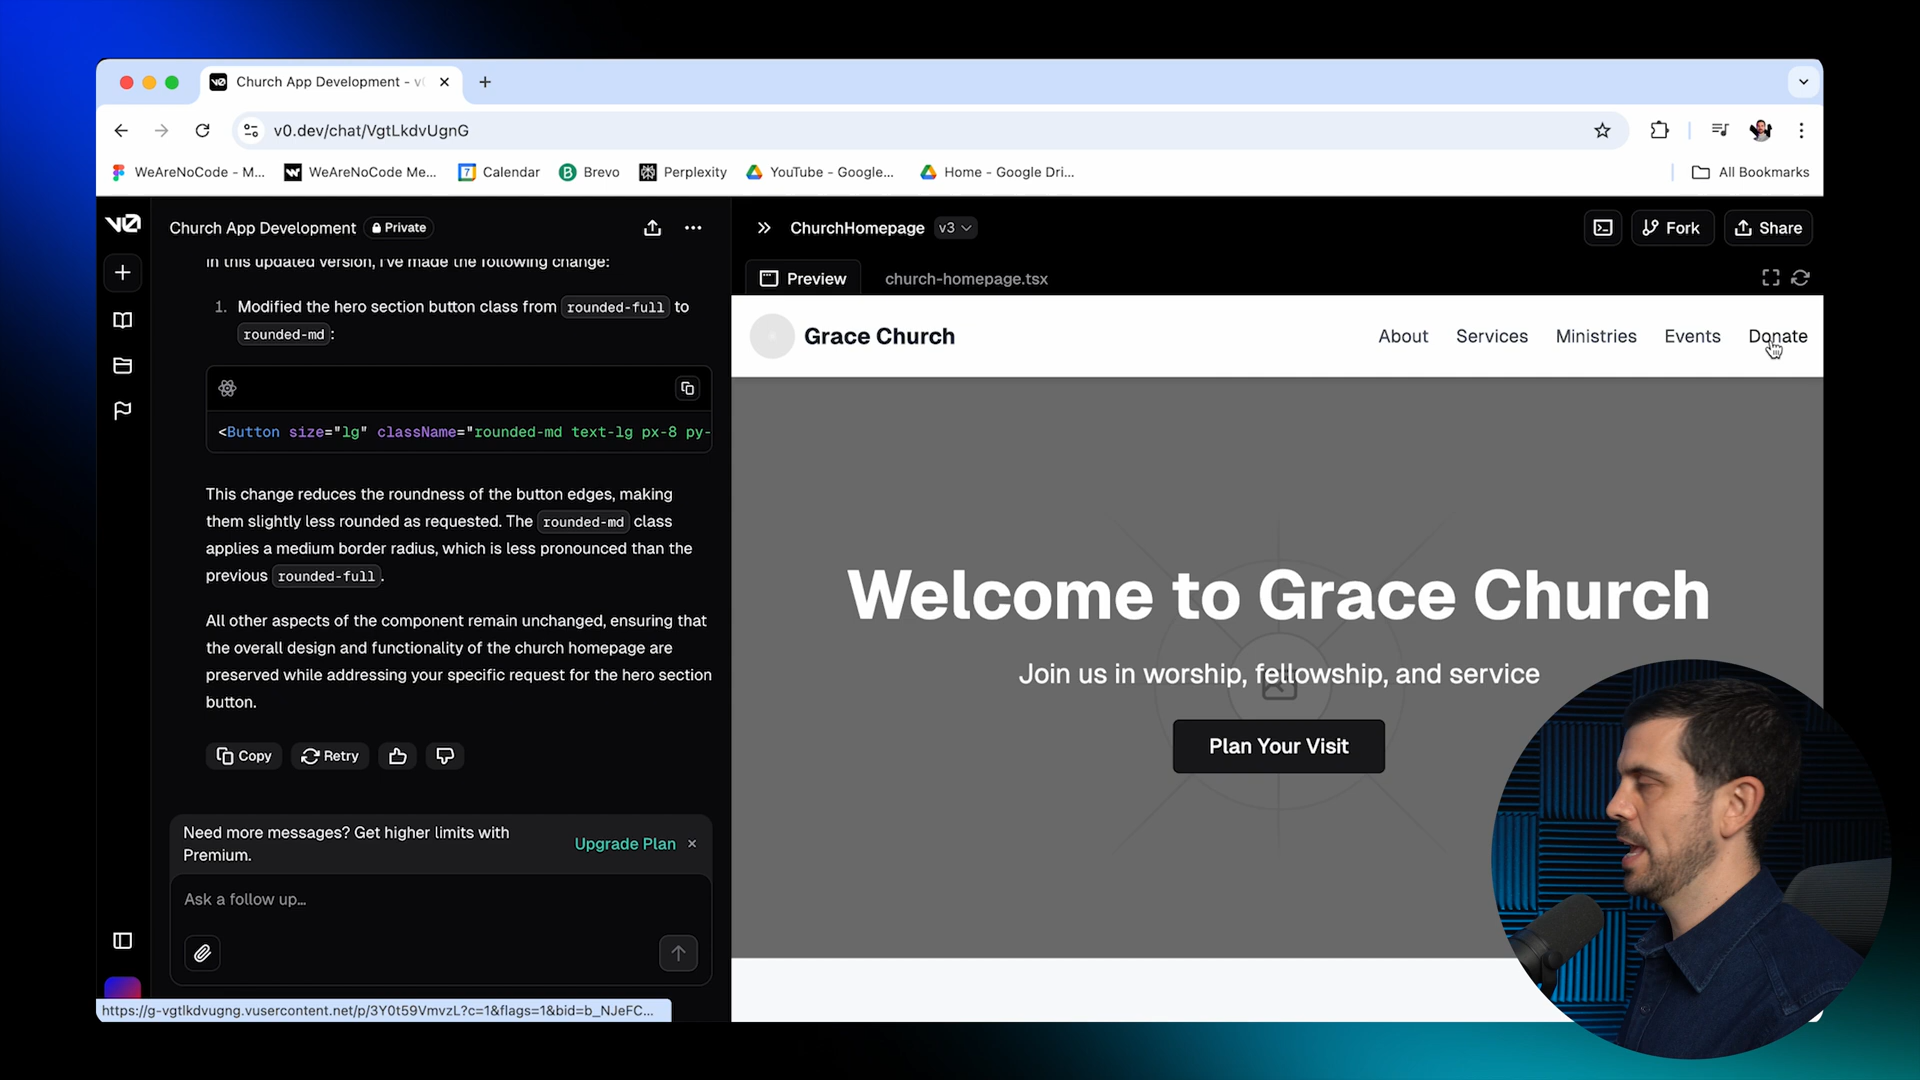 Church App Development - v
v0.dev/chat/VgtLkdvUgnG
WeAreNoCode - M...
WeAreNoCode Me...
Calendar
Brevo
Perplexity
YouTube - Google...
Home - Google Dri...
All Bookmarks
v0
Church App Development
Private
In this updated version, I've made the following change:
1. Modified the hero section button class from rounded-full to
rounded-md:
<Button size="lg" className="rounded-md text-lg px-8 py-
This change reduces the roundness of the button edges, making
them slightly less rounded as requested. The rounded-md class
applies a medium border radius, which is less pronounced than the
previous rounded-full.
All other aspects of the component remain unchanged, ensuring that
the overall design and functionality of the church homepage are
preserved while addressing your specific request for the hero section
button.
Copy
Retry
Need more messages? Get higher limits with
Premium.
Upgrade Plan
Ask a follow up...
https://g-vgtlkdvugng.vusercontent.net/p/3Y0t59VmvzL?c=1&flags=1&bid=b_NJeFC...
ChurchHomepage
v3
Fork
Share
Preview
church-homepage.tsx
Grace Church
About
Services
Ministries
Events
Donate
Welcome to Grace Church
Join us in worship, fellowship, and service
Plan Your Visit